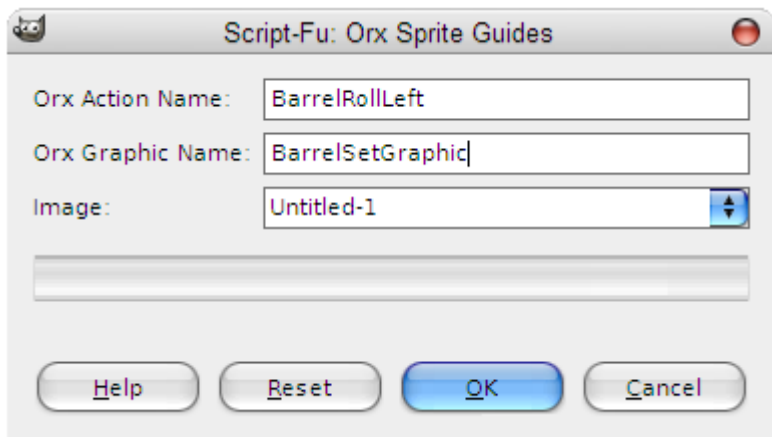 Script-Fu: Orx Sprite Guides
Orx Action Name: BarrelRollLeft
Orx Graphic Name: BarrelSetGraphic
Image: Untitled-1
Help Reset OK Cancel